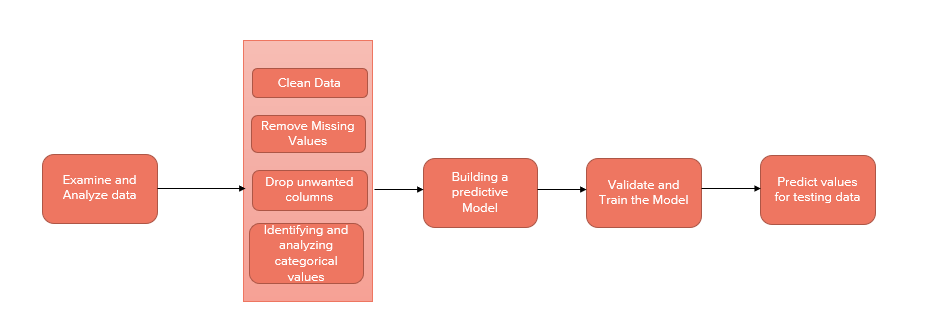 Examine and
Analyze data
Clean Data
Remove Missing
Values
Drop unwanted
columns
Identifying and
analyzing
categorical
values
Building a
predictive
Model
Validate and
Train the Model
Predict values
for testing data